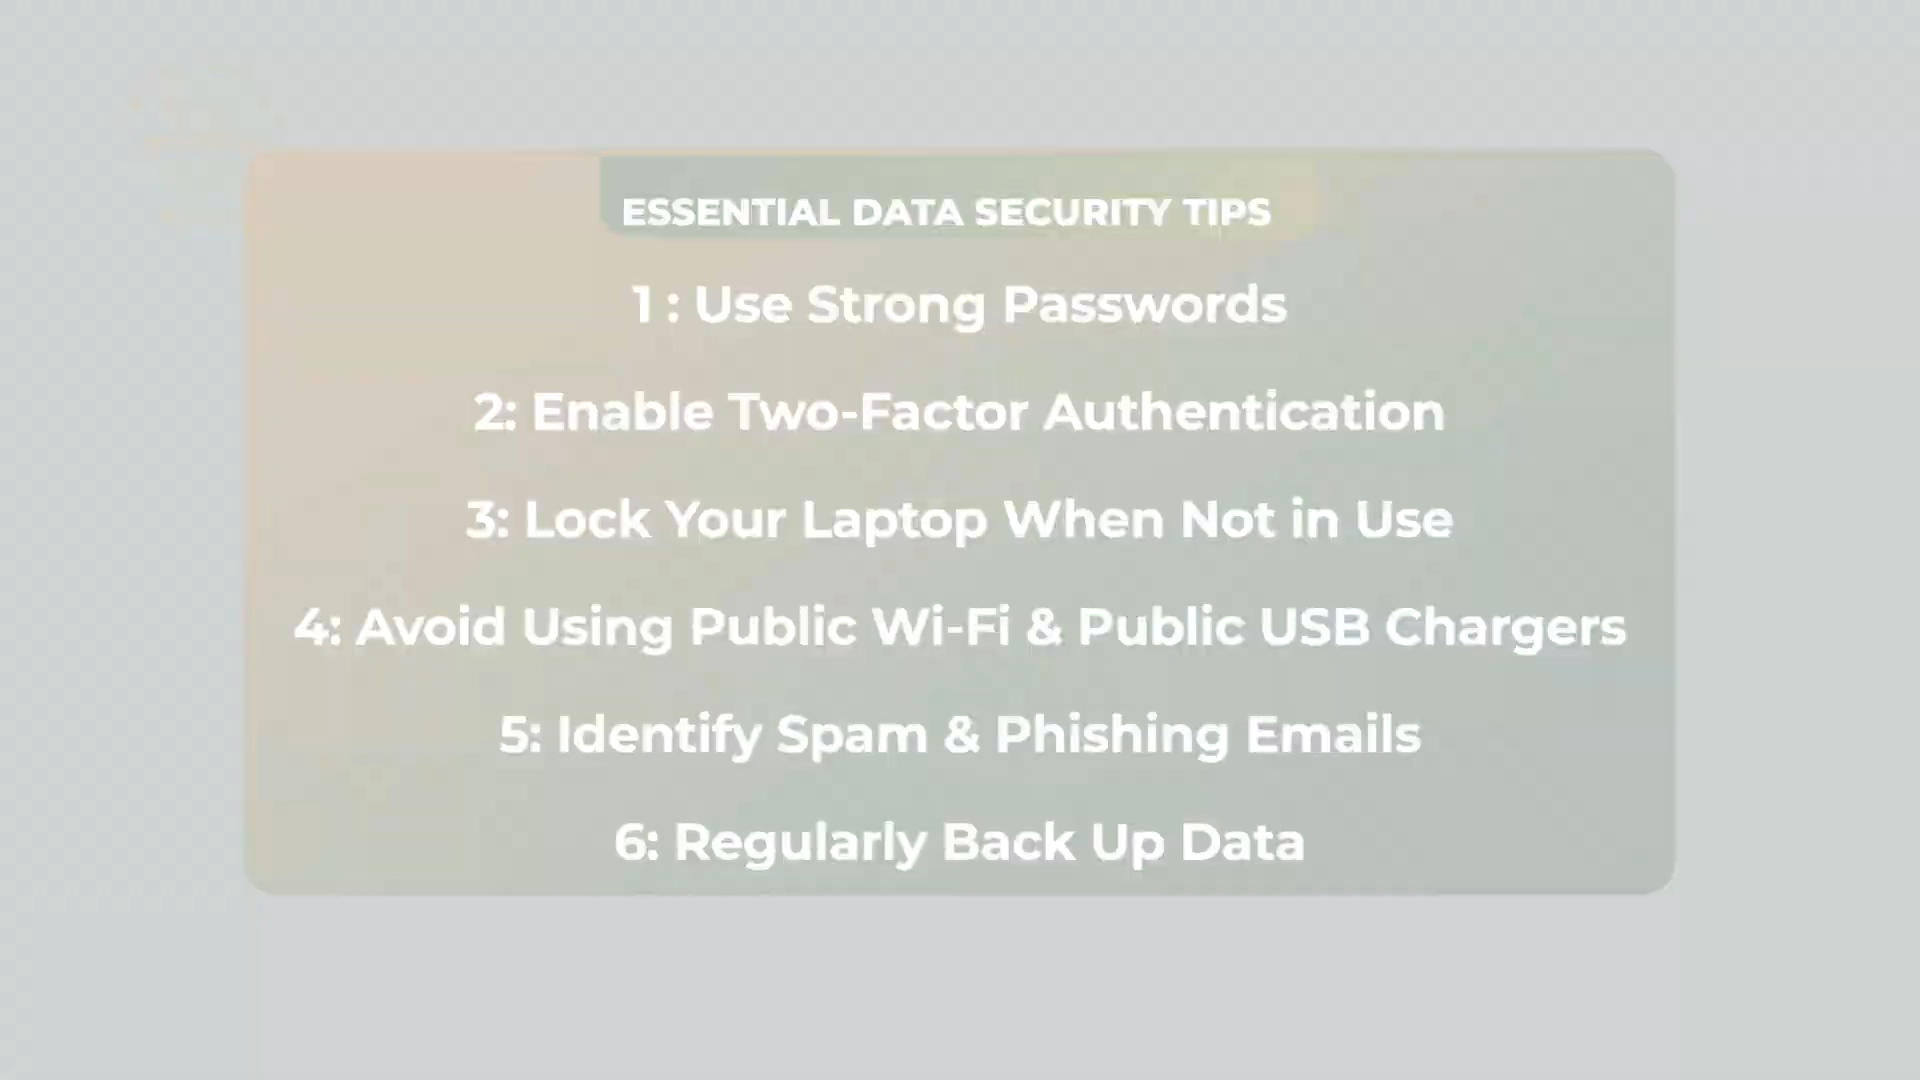 ESSENTIAL DATA SECURITY TIPS
1 : Use Strong Passwords
2: Enable Two-Factor Authentication
3: Lock Your Laptop When Not in Use
4: Avoid Using Public Wi-Fi & Public USB Chargers
5: Identify Spam & Phishing Emails
6: Regularly Back Up Data